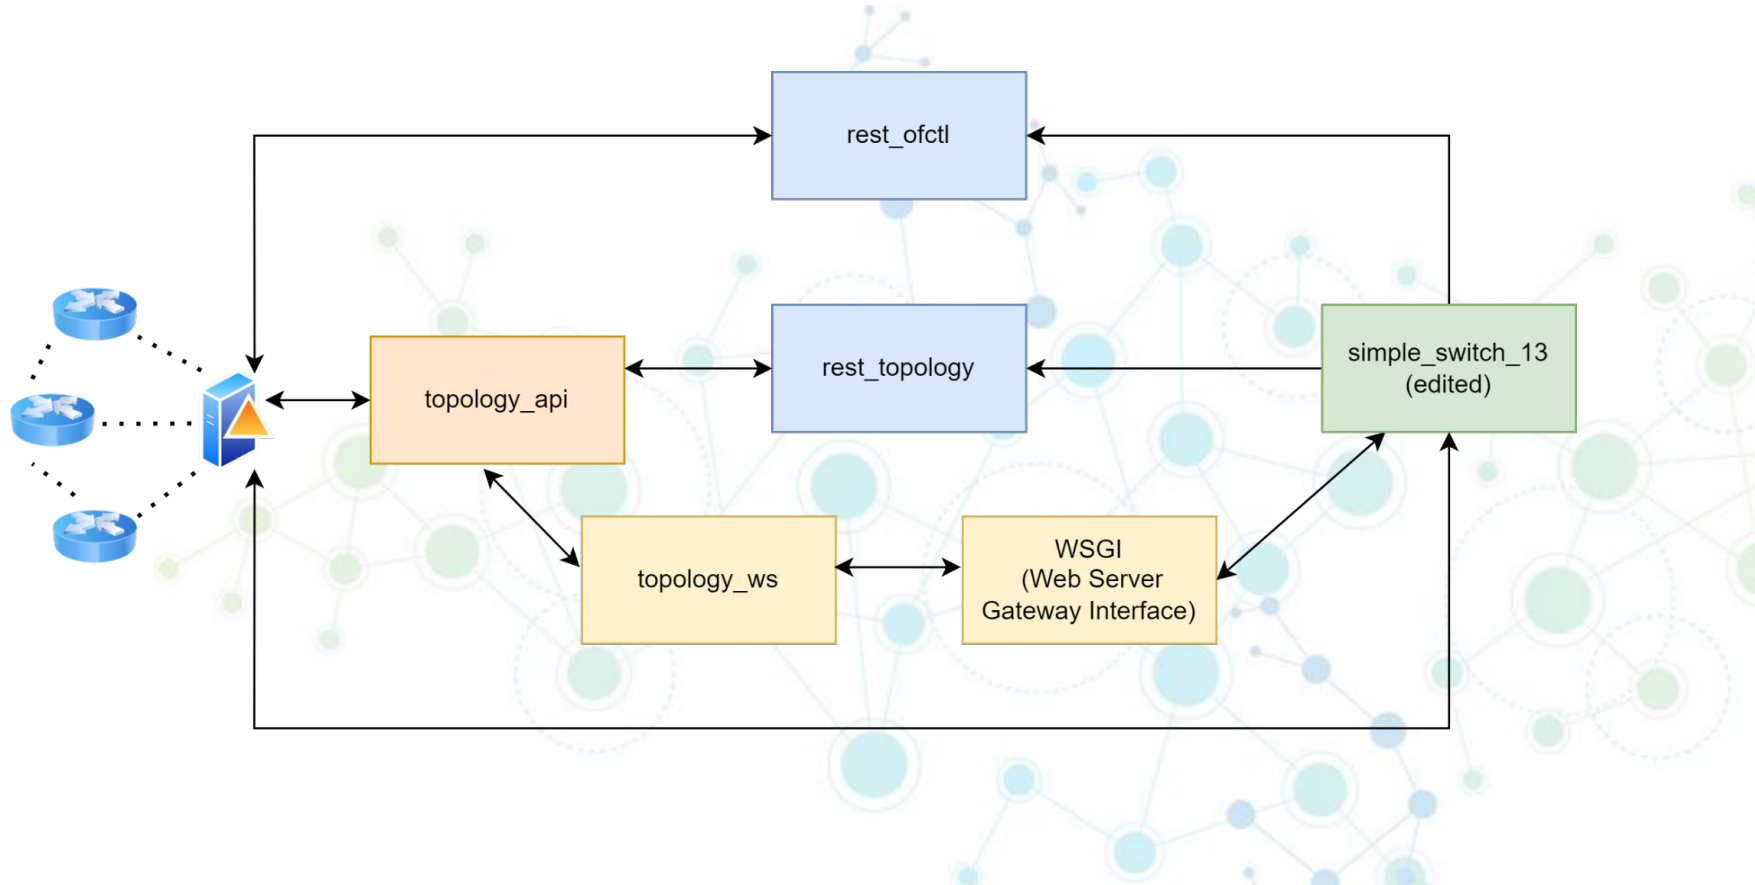 rest_ofctl
rest_topology
simple_switch_13
(edited)
topology_api
topology_ws
WSGI
(Web Server
Gateway Interface)